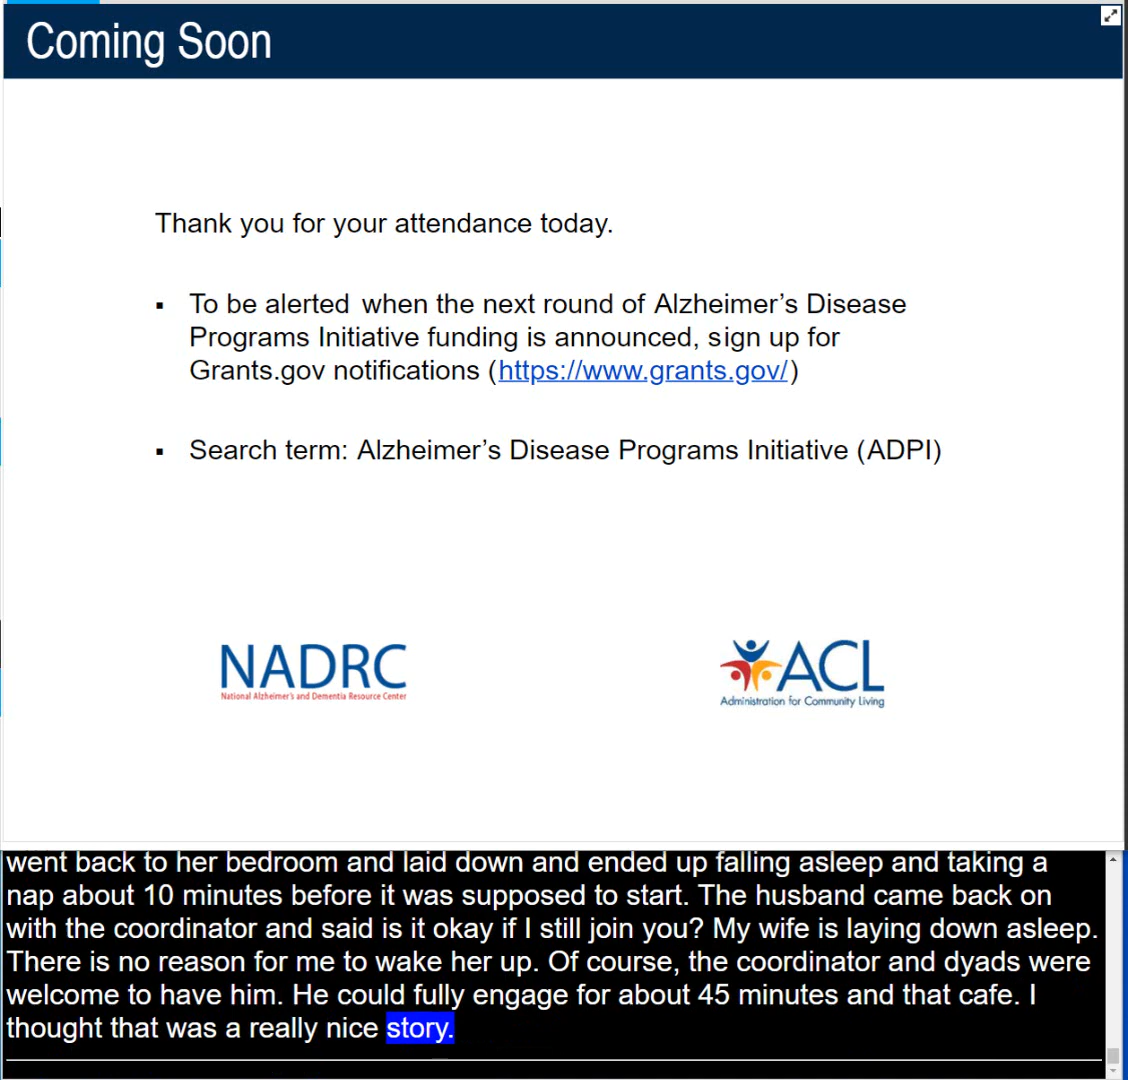 Coming Soon
Thank you for your attendance today.
▪ To be alerted when the next round of Alzheimer’s Disease
Programs Initiative funding is announced, sign up for
Grants.gov notifications (https://www.grants.gov/)
▪ Search term: Alzheimer’s Disease Programs Initiative (ADPI)
NADRC
National Alzheimer's and Dementia Resource Center
ACL
Administration for Community Living
went back to her bedroom and laid down and ended up falling asleep and taking a
nap about 10 minutes before it was supposed to start. The husband came back on
with the coordinator and said is it okay if I still join you? My wife is laying down asleep.
There is no reason for me to wake her up. Of course, the coordinator and dyads were
welcome to have him. He could fully engage for about 45 minutes and that cafe. I
thought that was a really nice story.